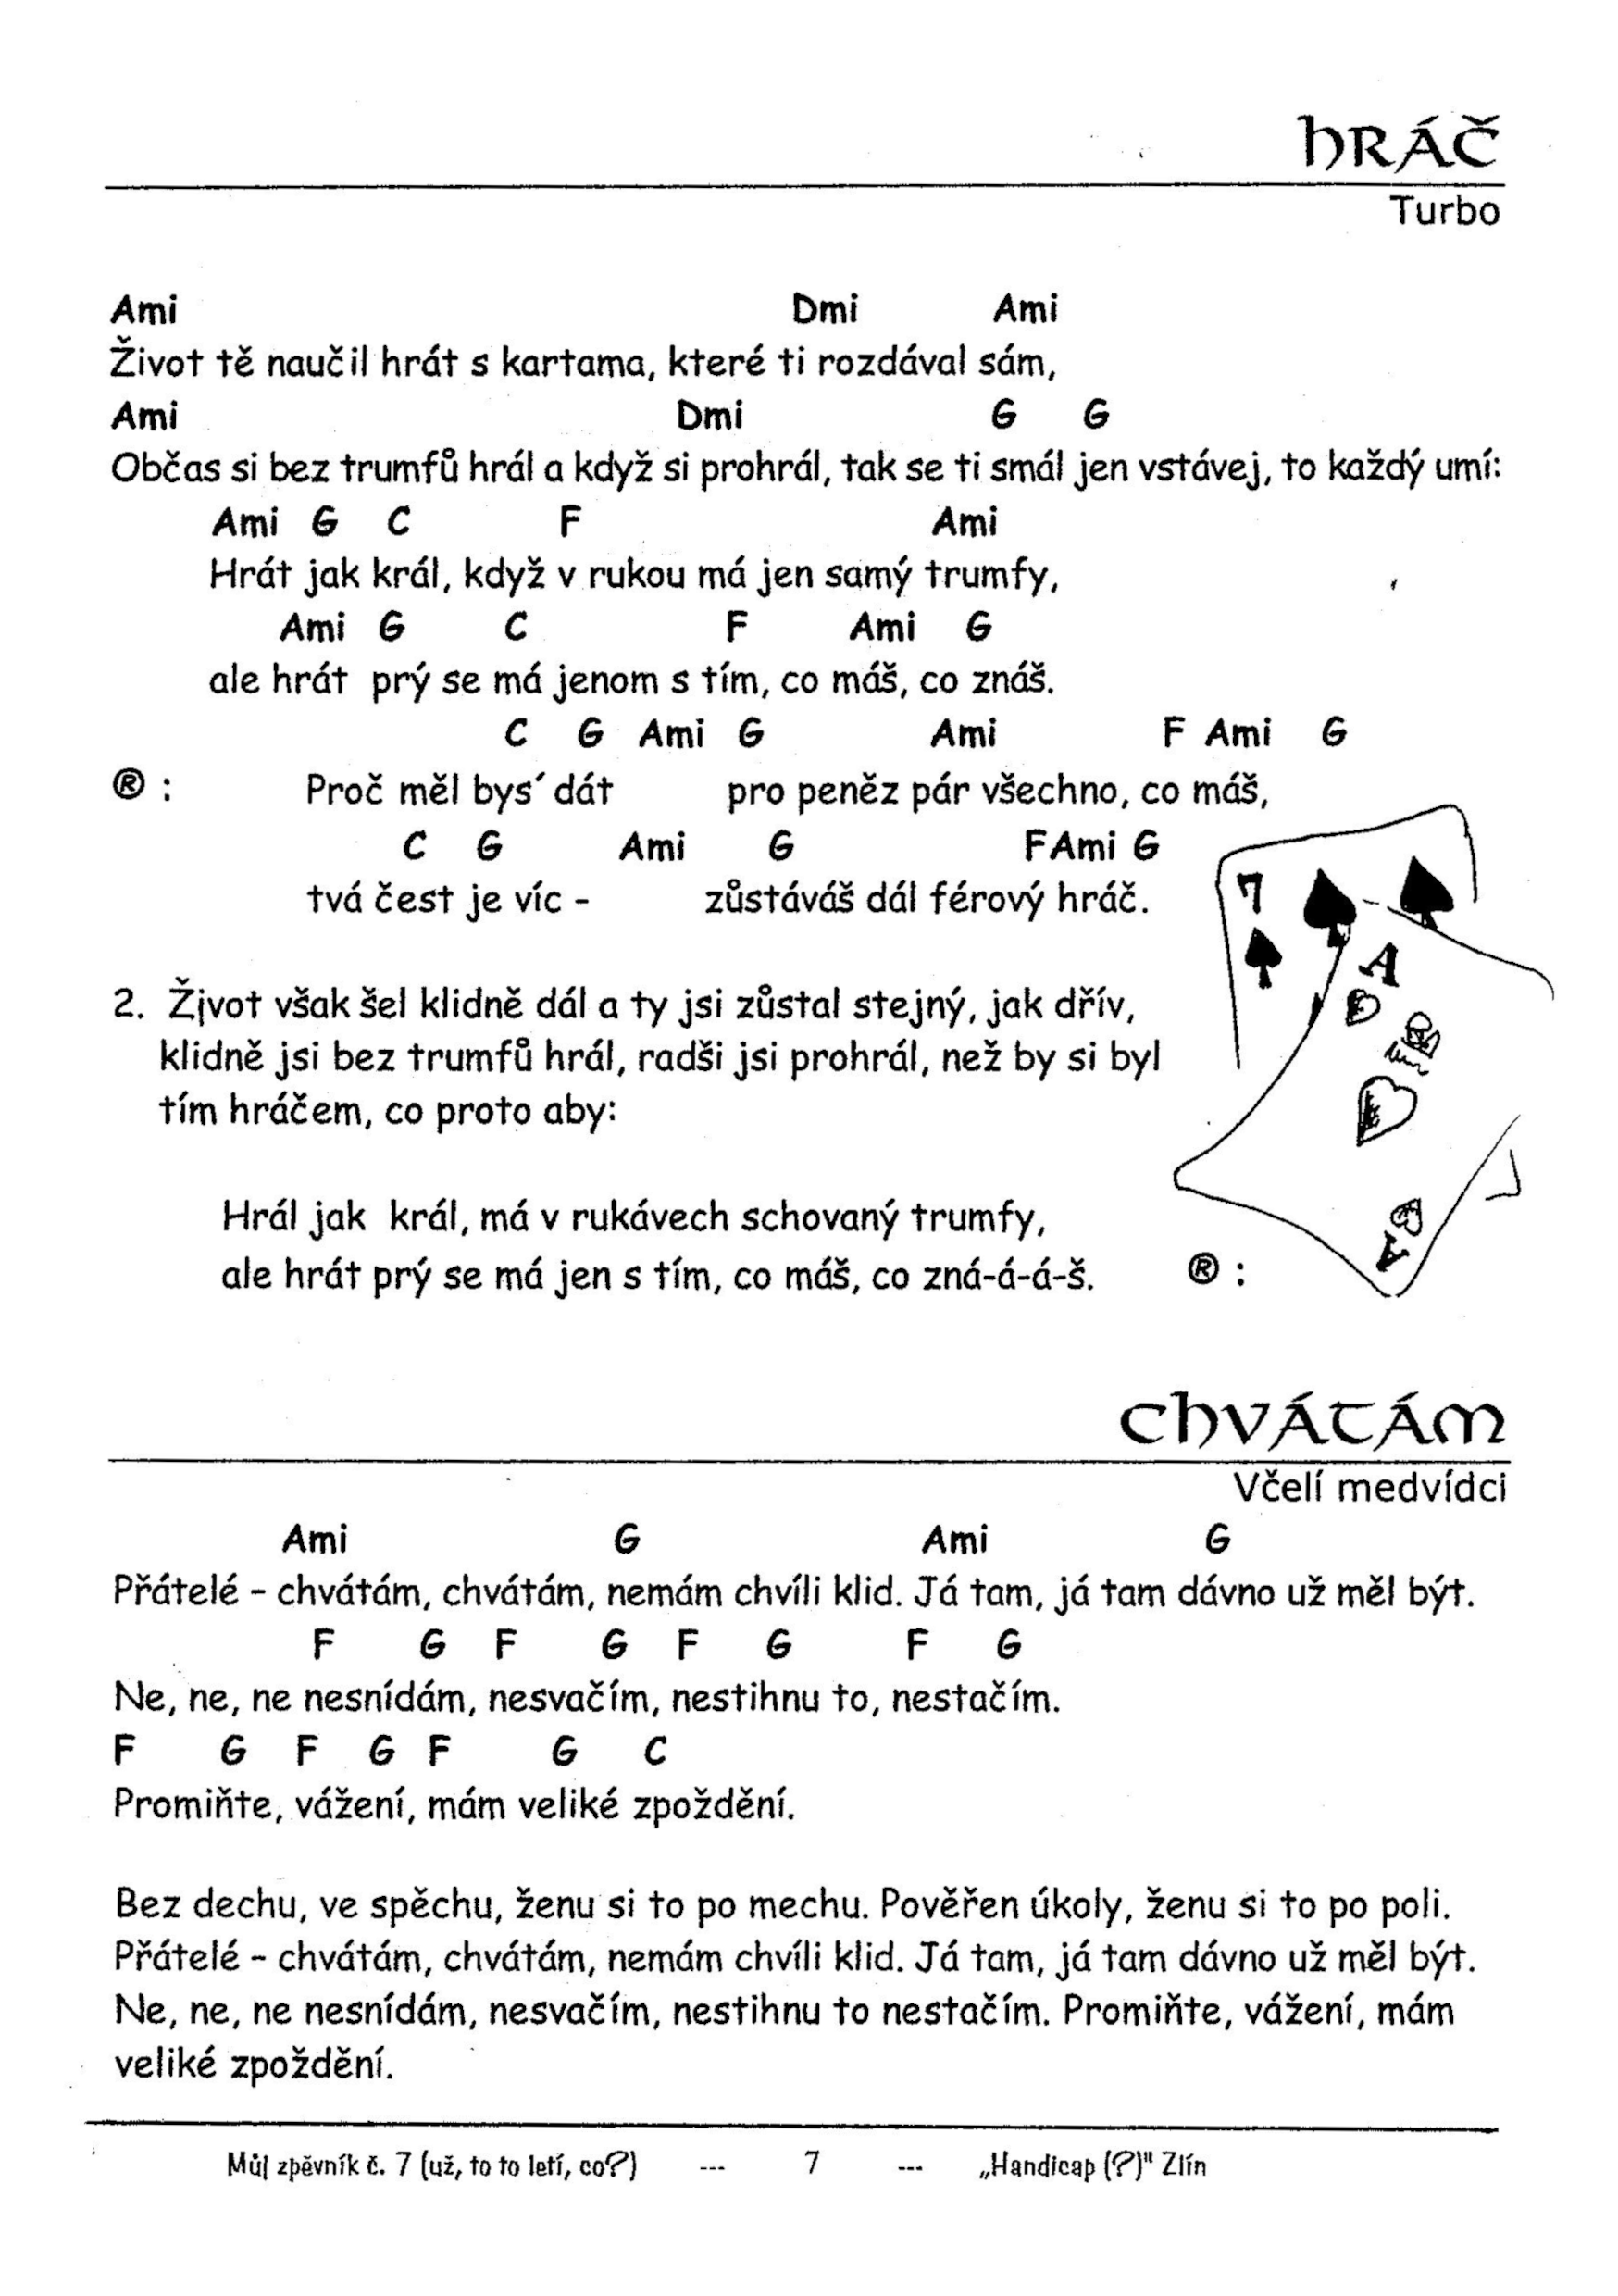 HRÁČ
Turbo
Ami Dmi Ami
Život tě naučil hrát s kartama, které ti rozdával sám,
Ami Dmi G G
Občas si bez trumfů hrál a když si prohrál, tak se ti smál jen vstávej, to každý umí:
Ami G C F Ami
Hrát jak král, když v rukou má jen samý trumfy,
Ami G C F Ami G
ale hrát prý se má jenom s tím, co máš, co znáš.
C G Ami G Ami F Ami G
® : Proč měl bys´ dát pro peněz pár všechno, co máš,
C G Ami G FAmi G
tvá čest je víc - zůstáváš dál férový hráč.
7
A
2. Život však šel klidně dál a ty jsi zůstal stejný, jak dřív,
klidně jsi bez trumfů hrál, radši jsi prohrál, než by si byl
tím hráčem, co proto aby:
Hrál jak král, má v rukávech schovaný trumfy,
ale hrát prý se má jen s tím, co máš, co zná-á-á-š. ® :
A
CHVÁTÁM
Včelí medvídci
Ami G Ami G
Přátelé - chvátám, chvátám, nemám chvíli klid. Já tam, já tam dávno už měl být.
F G F G F G F G
Ne, ne, ne nesnídám, nesvačím, nestihnu to, nestačím.
F G F G F G C
Promiňte, vážení, mám veliké zpoždění.
Bez dechu, ve spěchu, ženu si to po mechu. Pověřen úkoly, ženu si to po poli.
Přátelé - chvátám, chvátám, nemám chvíli klid. Já tam, já tam dávno už měl být.
Ne, ne, ne nesnídám, nesvačím, nestihnu to nestačím. Promiňte, vážení, mám
veliké zpoždění.
Můj zpěvník č. 7 (už, to to letí, co?) --- 7 --- „Handicap (?)" Zlín